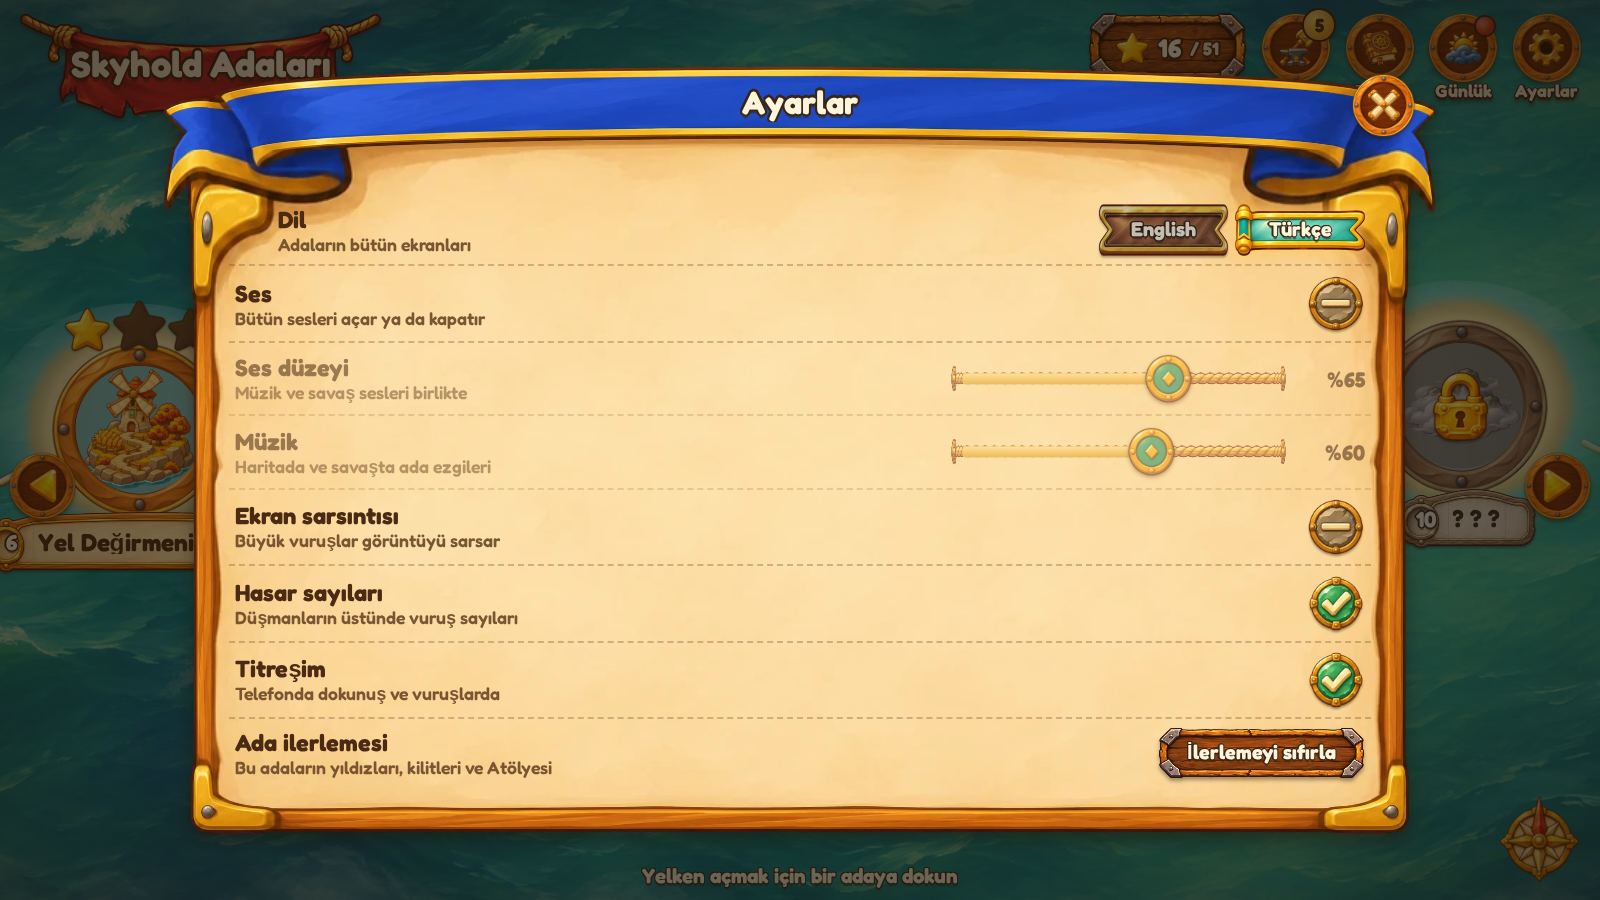 Skyhold Adaları
16 / 51
5
Günlük
Ayarlar
Ayarlar
Dil
Adaların bütün ekranları
English
Türkçe
Ses
Bütün sesleri açar ya da kapatır
Ses düzeyi
Müzik ve savaş sesleri birlikte
%65
Müzik
Haritada ve savaşta ada ezgileri
%60
Ekran sarsıntısı
Büyük vuruşlar görüntüyü sarsar
Hasar sayıları
Düşmanların üstünde vuruş sayıları
Titreşim
Telefonda dokunuş ve vuruşlarda
Ada ilerlemesi
Bu adaların yıldızları, kilitleri ve Atölyesi
İlerlemeyi sıfırla
6 Yel Değirmeni
10 ???
Yelken açmak için bir adaya dokun